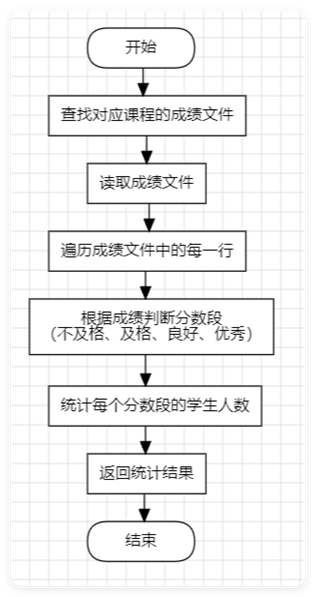 开始
查找对应课程的成绩文件
读取成绩文件
遍历成绩文件中的每一行
根据成绩判断分数段
（不及格、及格、良好、优秀）
统计每个分数段的学生人数
返回统计结果
结束